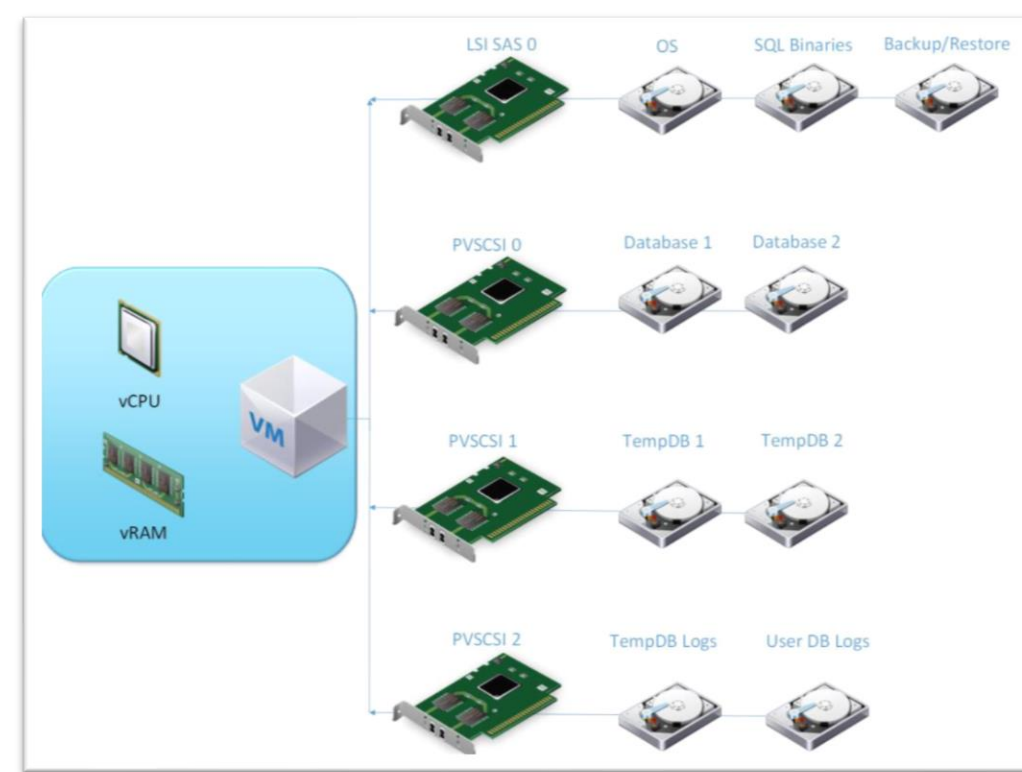 LSI SAS 0
OS
SQL Binaries
Backup/Restore
PVSCSI 0
Database 1
Database 2
vCPU
VM
vRAM
PVSCSI 1
TempDB 1
TempDB 2
PVSCSI 2
TempDB Logs
User DB Logs